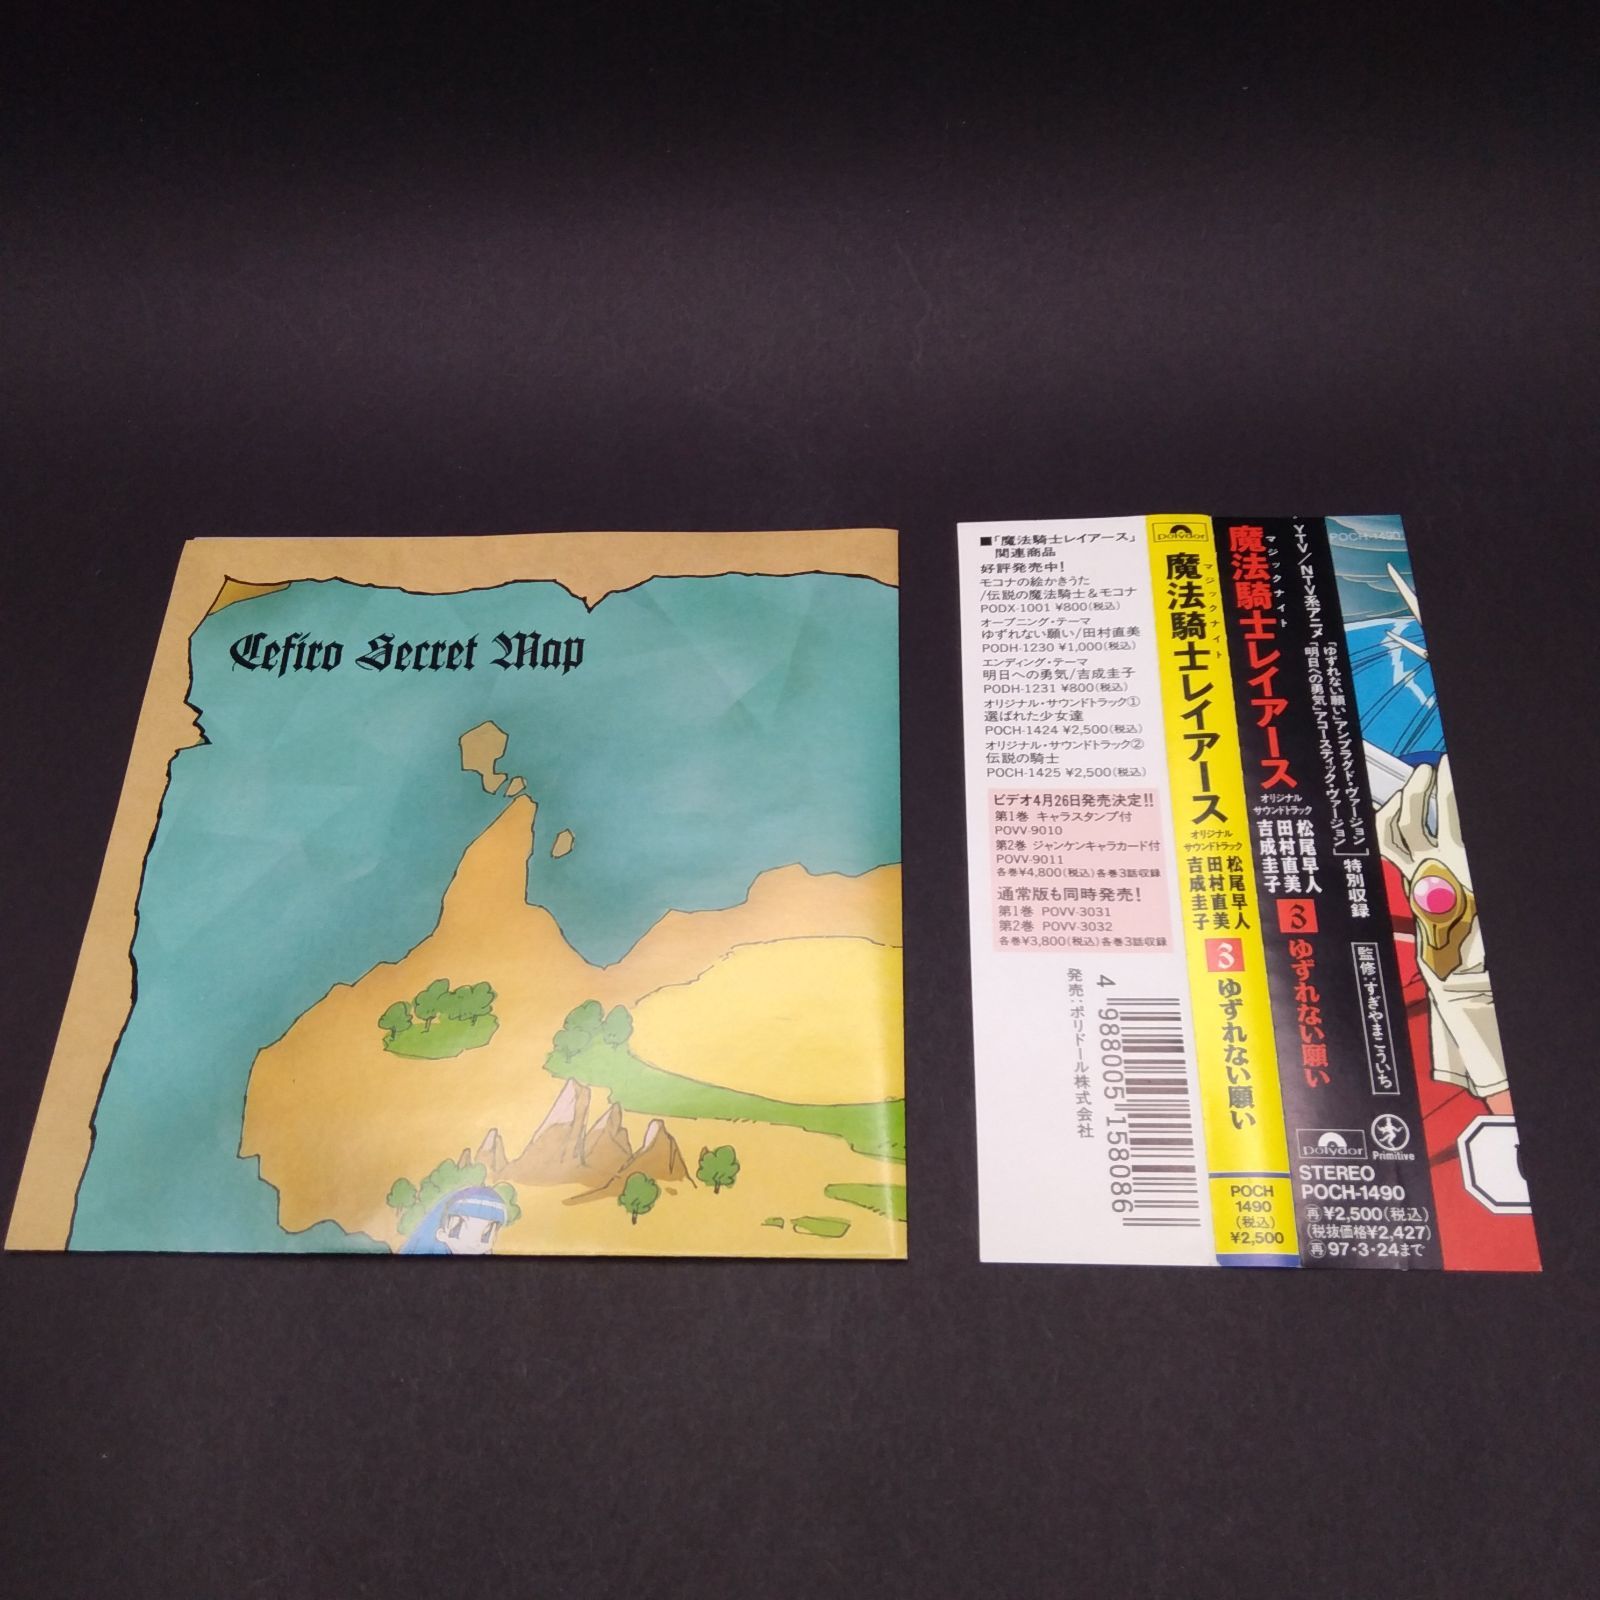 Cefiro Secret Map
■「魔法騎士レイアース」
関連商品
好評発売中!
モコナの絵かきうた
/伝説の魔法騎士&モコナ
PODX-1001 ¥800(税込)
オープニング・テーマ
ゆずれない願い/田村直美
PODH-1230 ¥1,000(税込)
エンディング・テーマ
明日への勇気/吉成圭子
PODH-1231 ¥800(税込)
オリジナル・サウンドトラック①
選ばれた少女達
POCH-1424 ¥2,500(税込)
オリジナル・サウンドトラック②
伝説の騎士
POCH-1425 ¥2,500(税込)
ビデオ4月26日発売決定!!
第1巻 キャラスタンプ付
POVV-9010
第2巻 ジャンケンキャラカード付
POVV-9011
各巻¥4,800(税込)各巻3話収録
通常版も同時発売!
第1巻 POVV-3031
第2巻 POVV-3032
各巻¥3,800(税込)各巻3話収録
発売:ポリドール株式会社
4 988005 158086
polydor
魔法騎士レイアース
マジックナイト
オリジナル
サウンドトラック
松尾早人
田村直美
吉成圭子
3
ゆずれない願い
POCH
1490
(税込)
¥2,500
魔法騎士レイアース
マジックナイト
オリジナル
サウンドトラック
松尾早人
田村直美
吉成圭子
3
ゆずれない願い
YTV/NTV系アニメ
「ゆずれない願い」アンプラグド・ヴァージョン
「明日への勇気」アコースティック・ヴァージョン
特別収録
監修:すぎやまこういち
polydor
Primitive
STEREO
POCH-1490
再¥2,500(税込)
(税抜価格¥2,427)
再97・3・24まで
POCH-1490